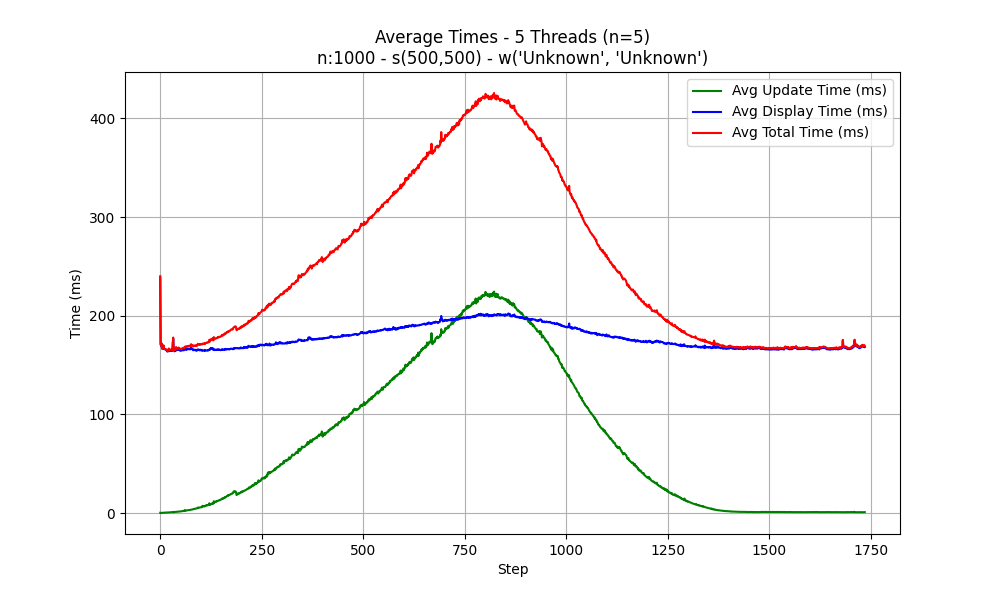 Average Times - 5 Threads (n=5)
n:1000 - s(500,500) - w('Unknown', 'Unknown')
Avg Update Time (ms)
Avg Display Time (ms)
Avg Total Time (ms)
Time (ms)
400
300
200
100
0
0 250 500 750 1000 1250 1500 1750
Step